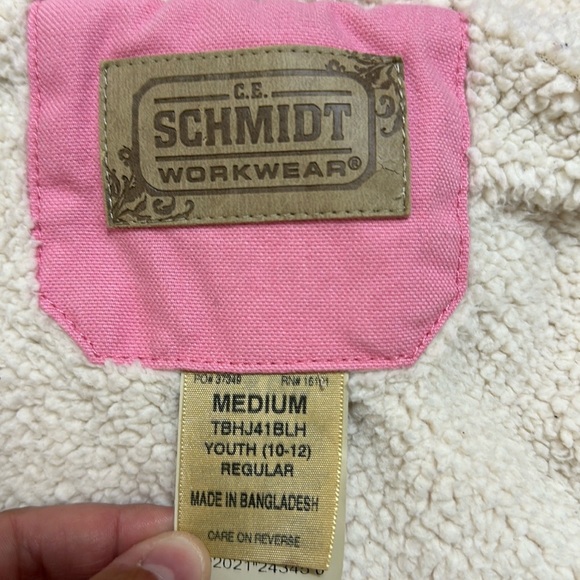 C.E.
SCHMIDT
WORKWEAR®
PO# 37349 RN# 16101
MEDIUM
TBHJ41BLH
YOUTH (10-12)
REGULAR
MADE IN BANGLADESH
CARE ON REVERSE